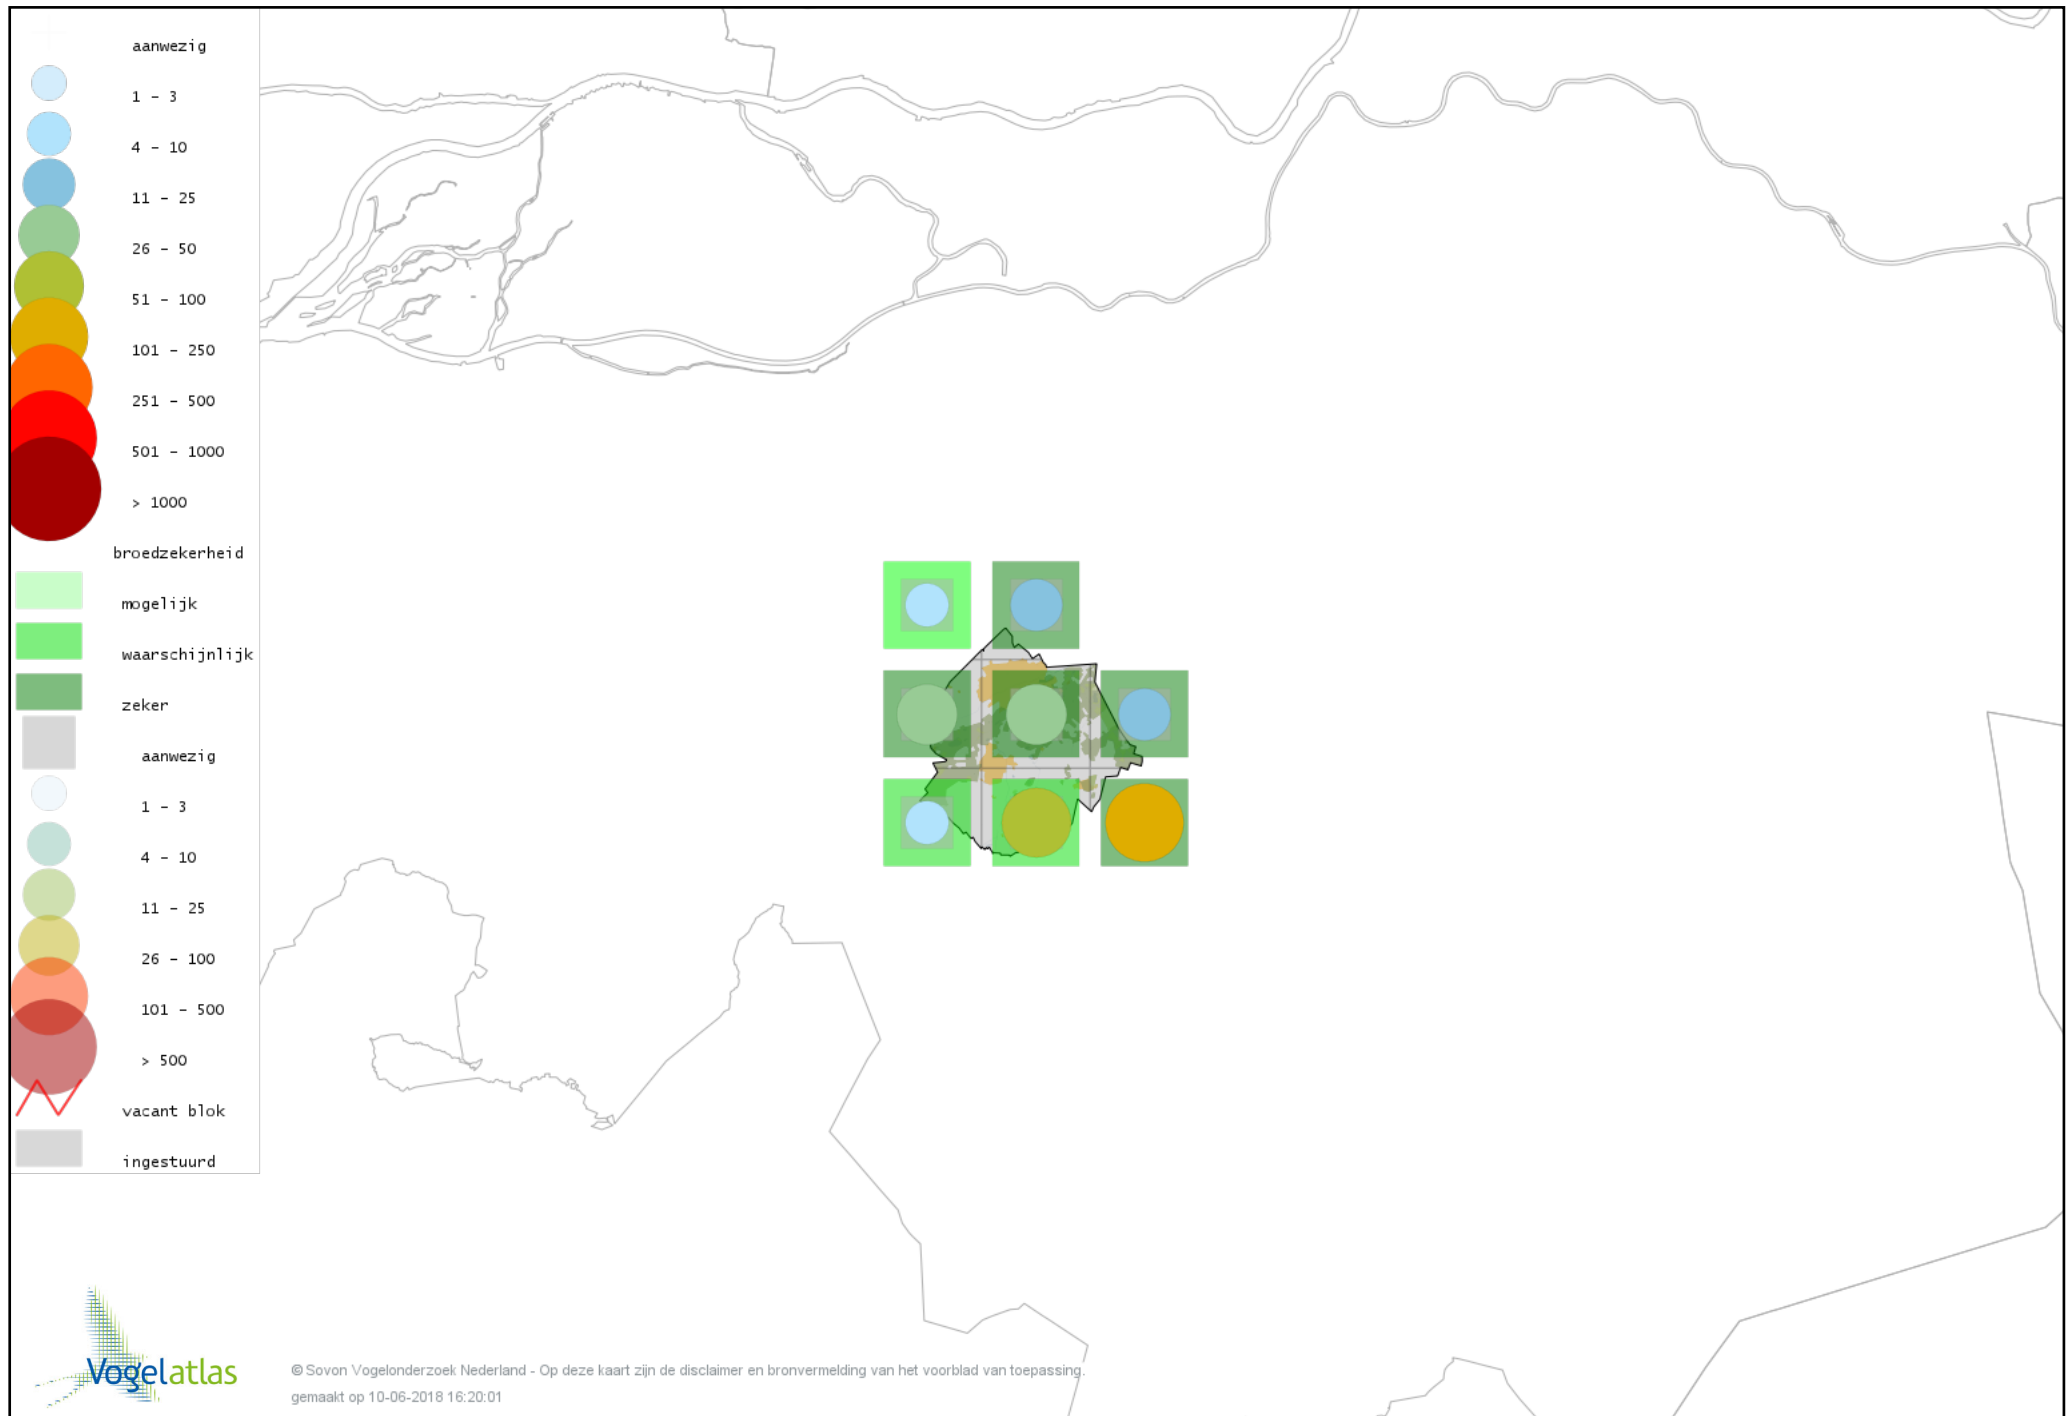 aanwezig
1 - 3
4 - 10
11 - 25
26 - 50
51 - 100
101 - 250
251 - 500
501 - 1000
> 1000
broedzekerheid
mogelijk
waarschijnlijk
zeker
aanwezig
1 - 3
4 - 10
11 - 25
26 - 100
101 - 500
> 500
vacant blok
ingestuurd
Vogelatlas
© Sovon Vogelonderzoek Nederland - Op deze kaart zijn de disclaimer en bronvermelding van het voorblad van toepassing.
gemaakt op 10-06-2018 16:20:01